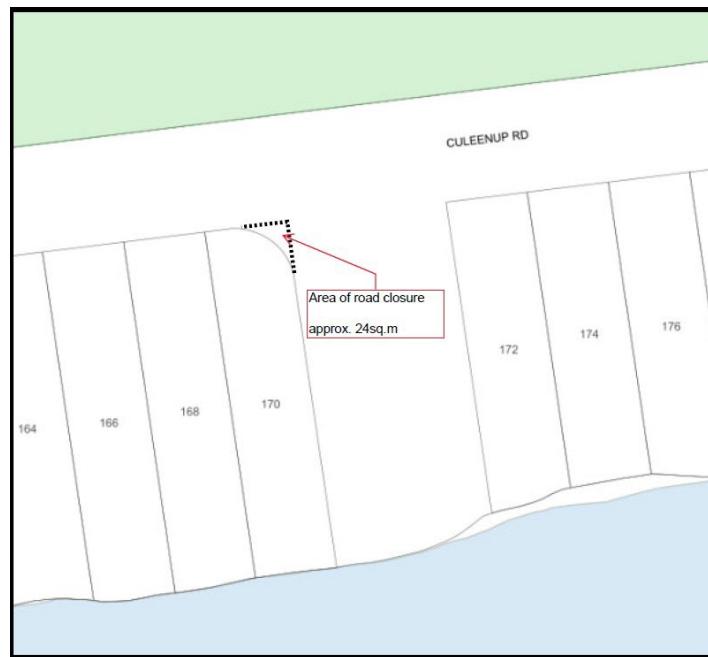 CULEENUP RD
Area of road closure
approx. 24sq.m
176
174
172
170
168
166
164